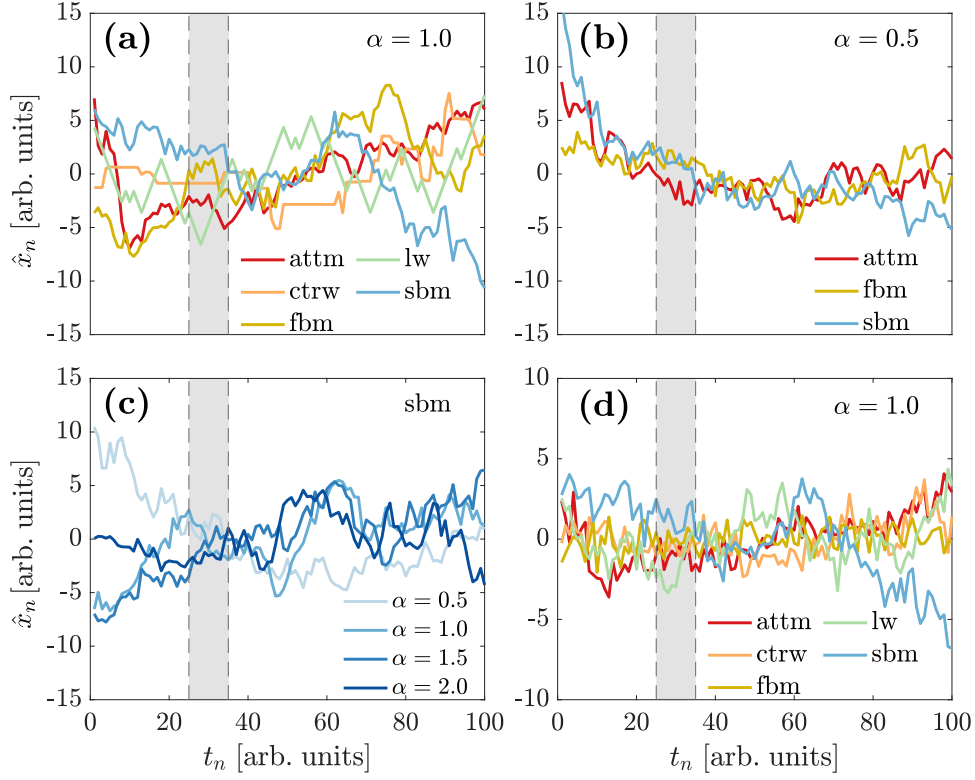 (a)
α = 1.0
15
10
5
0
-5
-10
-15
x̂n [arb. units]
attm
lw
ctrw
sbm
fbm
(b)
α = 0.5
15
10
5
0
-5
-10
-15
attm
fbm
sbm
(c)
sbm
15
10
5
0
-5
-10
-15
x̂n [arb. units]
α = 0.5
α = 1.0
α = 1.5
α = 2.0
0 20 40 60 80 100
tn [arb. units]
(d)
α = 1.0
10
5
0
-5
-10
attm
lw
ctrw
sbm
fbm
0 20 40 60 80 100
tn [arb. units]